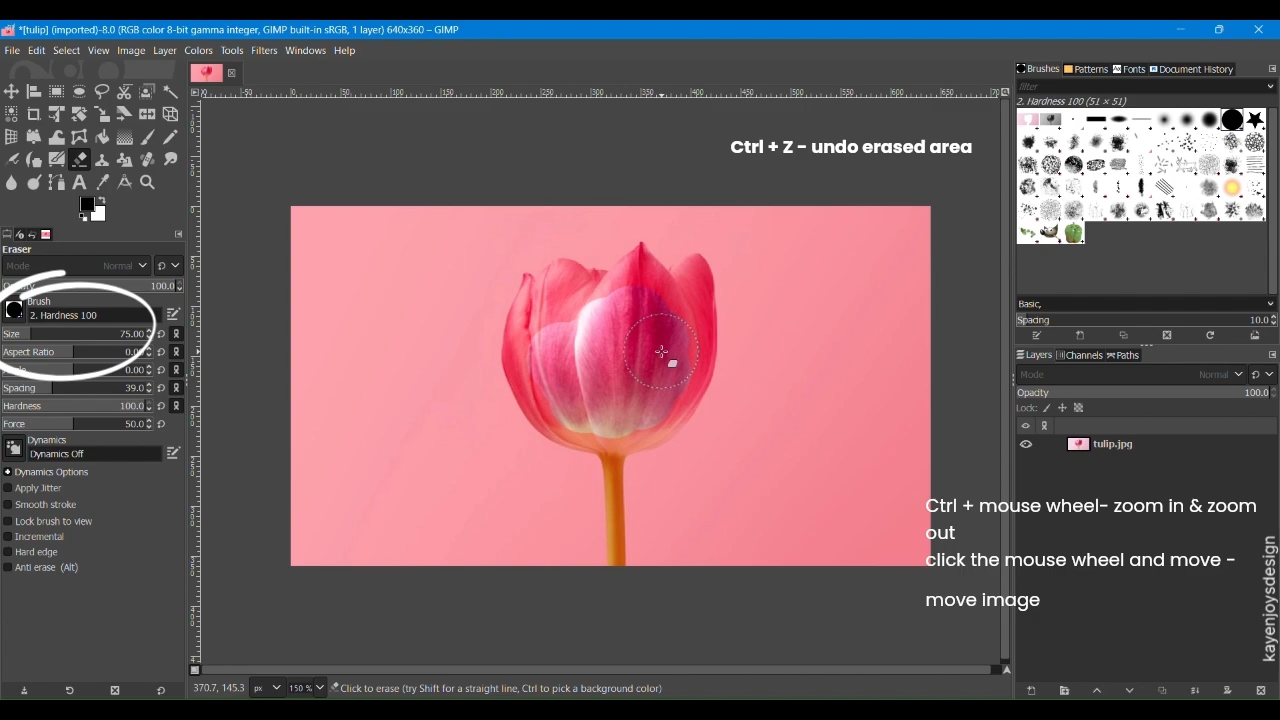 *[tulip] (imported)-8.0 (RGB color 8-bit gamma integer, GIMP built-in sRGB, 1 layer) 640x360 – GIMP
File Edit Select View Image Layer Colors Tools Filters Windows Help
Brushes Patterns Fonts Document History
filter
2. Hardness 100 (51 × 51)
Ctrl + Z - undo erased area
Eraser
Mode Normal
Opacity 100.0
Brush
2. Hardness 100
Size 75.00
Aspect Ratio 0.00
0.00
Spacing 39.0
Hardness 100.0
Force 50.0
Dynamics
Dynamics Off
Dynamics Options
Apply Jitter
Smooth stroke
Lock brush to view
Incremental
Hard edge
Anti erase (Alt)
Basic,
Spacing 10.0
Layers Channels Paths
Mode Normal
Opacity 100.0
Lock:
tulip.jpg
Ctrl + mouse wheel- zoom in & zoom
out
click the mouse wheel and move -
move image
kayenjoysdesign
370.7, 145.3 px 150 % Click to erase (try Shift for a straight line, Ctrl to pick a background color)